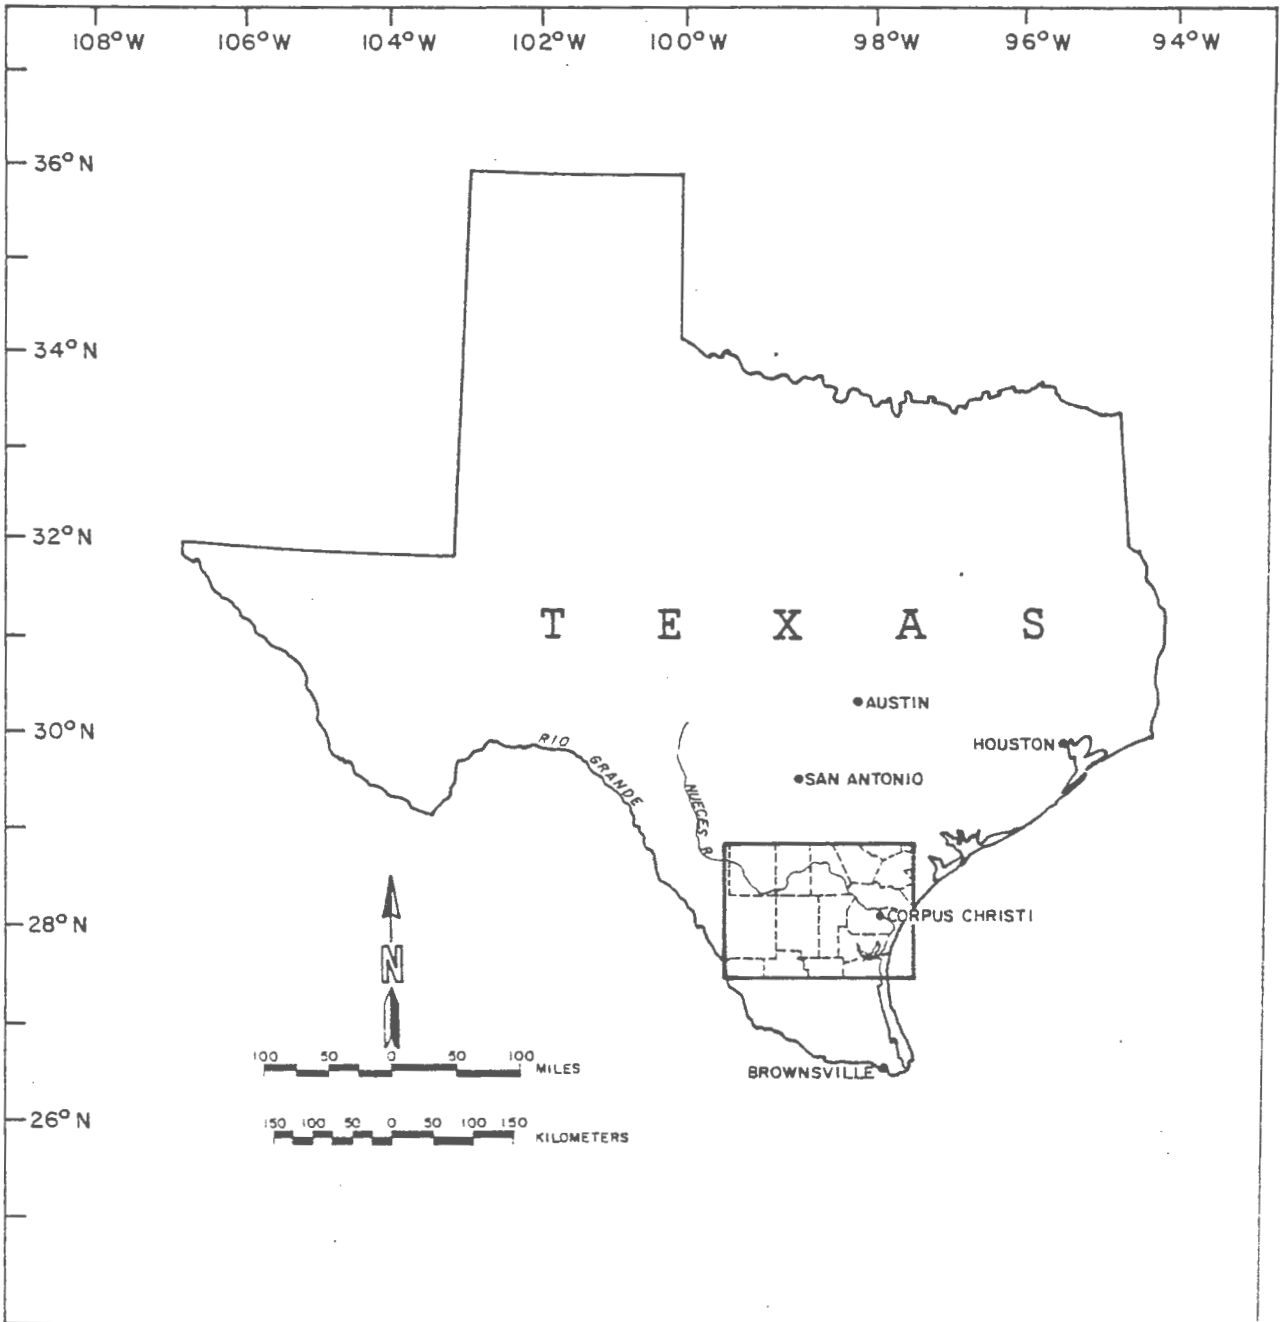 108°W 106°W 104°W 102°W 100°W 98°W 96°W 94°W
36°N
34°N
32°N
T E X A S
AUSTIN
30°N
RIO GRANDE
HOUSTON
SAN ANTONIO
NUECES R.
28°N
CORPUS CHRISTI
N
100 50 0 50 100 MILES
BROWNSVILLE
26°N
150 100 50 0 50 100 150 KILOMETERS